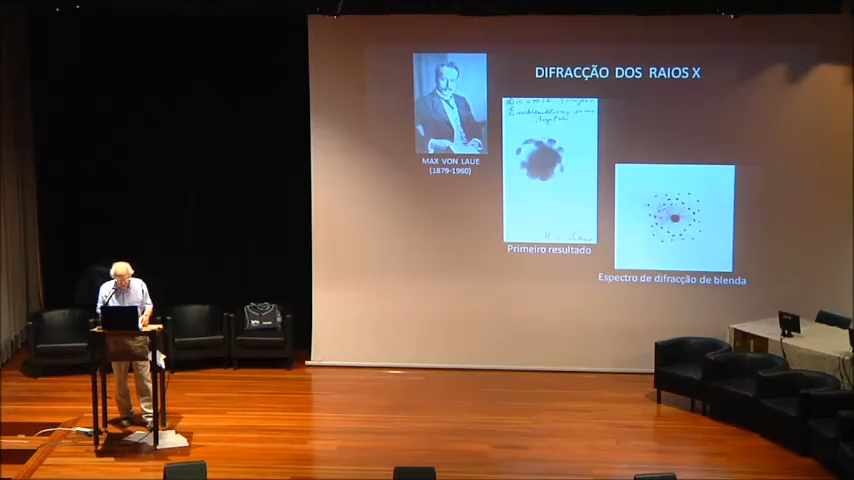 DIFRACÇÃO DOS RAIOS X
MAX VON LAUE
(1879-1960)
Primeiro resultado
Espectro de difracção de blenda